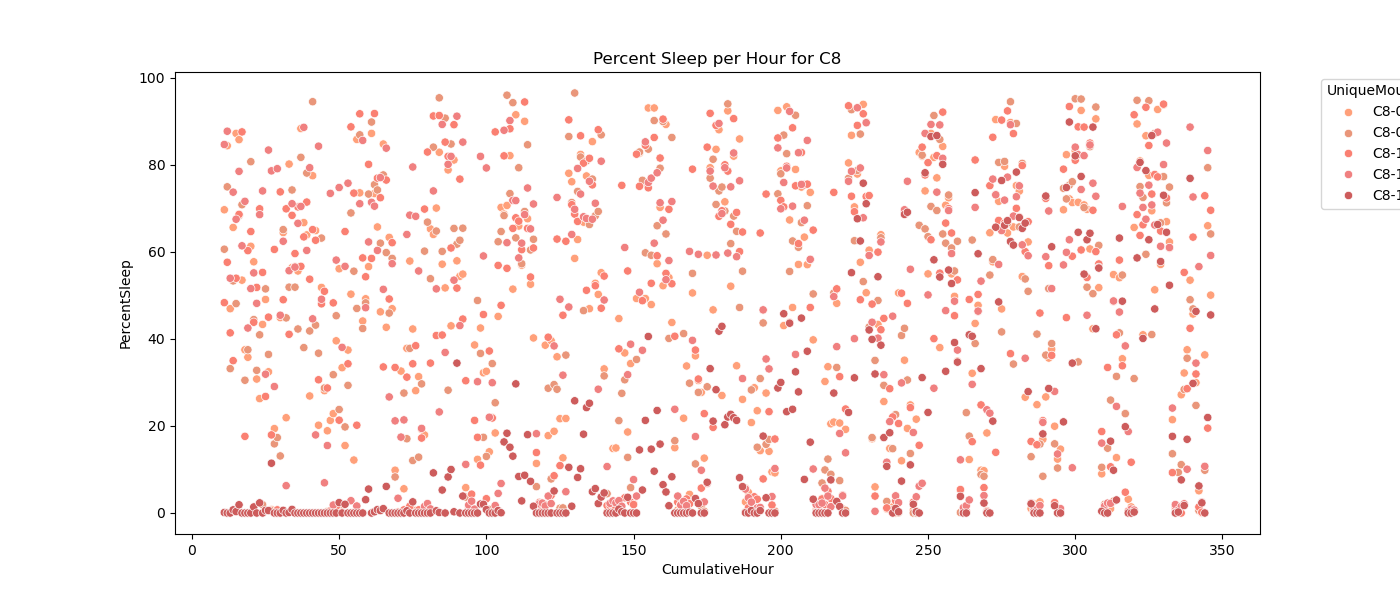 Percent Sleep per Hour for C8
100
80
60
40
20
0
PercentSleep
0 50 100 150 200 250 300 350
CumulativeHour
UniqueMou
C8-0
C8-0
C8-1
C8-1
C8-1